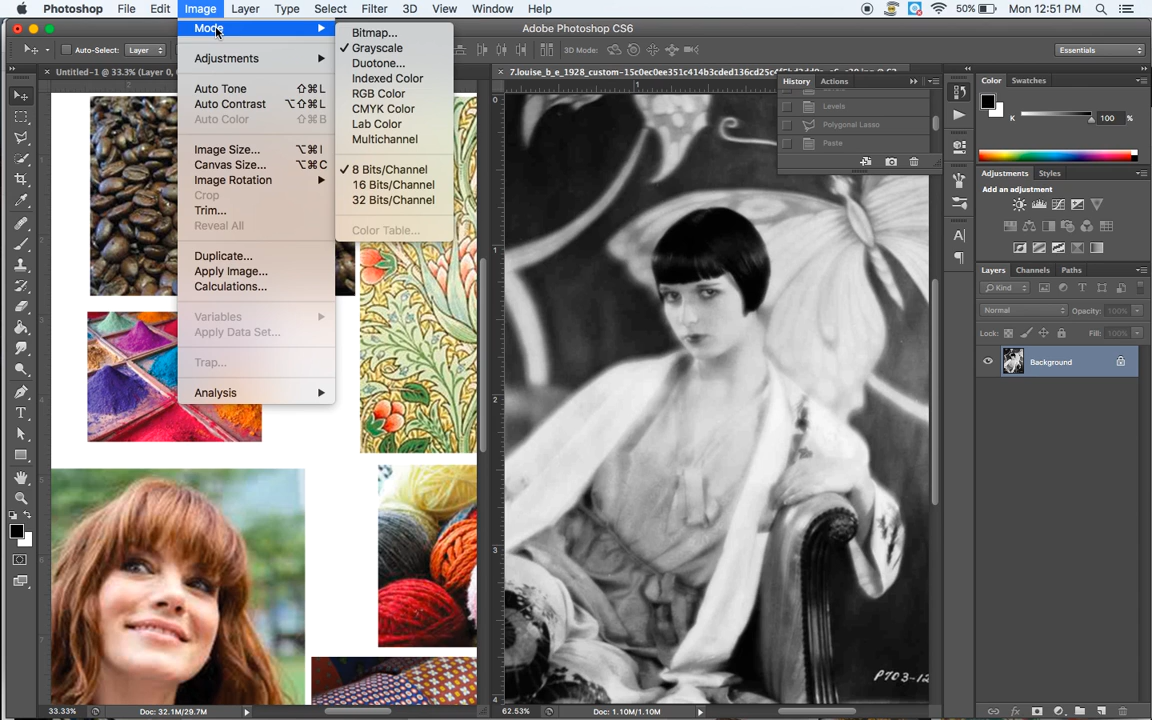 Photoshop File Edit Image Layer Type Select Filter 3D View Window Help 50% Mon 12:51 PM
Adobe Photoshop CS6
Auto-Select: Layer 3D Mode: Essentials
Untitled-1 @ 33.3% (Layer 0,
Mode
Adjustments
Auto Tone ⇧⌘L
Auto Contrast ⌥⇧⌘L
Auto Color ⇧⌘B
Image Size... ⌥⌘I
Canvas Size... ⌥⌘C
Image Rotation
Crop
Trim...
Reveal All
Duplicate...
Apply Image...
Calculations...
Variables
Apply Data Set...
Trap...
Analysis
Bitmap...
✓ Grayscale
Duotone...
Indexed Color
RGB Color
CMYK Color
Lab Color
Multichannel
✓ 8 Bits/Channel
16 Bits/Channel
32 Bits/Channel
Color Table...
History Actions
Levels
Polygonal Lasso
Paste
Color Swatches
K 100 %
Adjustments Styles
Add an adjustment
Layers Channels Paths
Kind
Normal Opacity: 100%
Lock: Fill: 100%
Background
P703-12
33.33% Doc: 32.1M/29.7M
62.53% Doc: 1.10M/1.10M